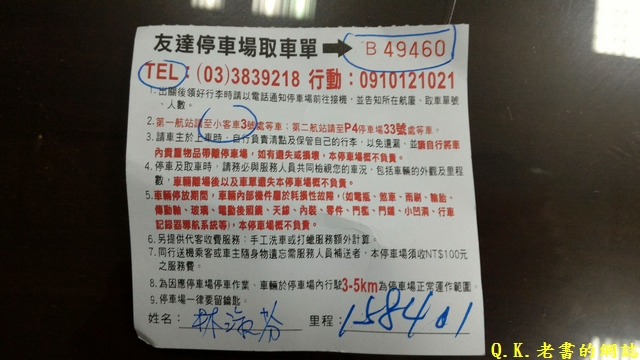 友達停車場取車單➡B 49460
TEL：(03)3839218 行動：0910121021
1. 出關後領好行李時請以電話通知停車場前往接機，並告知所在航廈、取車單號
、人數。
2. 第一航站請至小客車3號處等車；第二航站請至P4停車場33號等車。
3. 請車主於上車時，自行負責清點及保管自己的行李，以免遺漏、並請自行將車
內貴重物品帶離停車場，如有遺失或損壞，本停車場概不負責。
4. 停車及取車時，請務必與服務人員共同檢視您的車況，包括車輛的外觀及里程
數，車輛離場後以及車單遺失本停車場概不負責。
5. 車輛停放期間，車輛內部機件屬於耗損性故障，(如電瓶、煞車、雨刷、輪胎、
傳動軸、玻璃、電動後照鏡、天線、內裝、零件、門檻、門鎖、小凹洞、行車
記錄器導航系統等)，本停車場概不負責。
6. 另提供代客收費服務：手工洗車或打蠟服務額外計算。
7. 同行送機乘客或車主隨身物遺忘需服務人員補送者，本停車場須收NT$100元
之服務費。
8. 為因應停車場停車作業、車輛於停車場內行駛3-5km為停車場正常運作範圍。
9. 停車場一律要留鑰匙。
姓名：林淑芬 里程：158401
Q.K.老書的網站